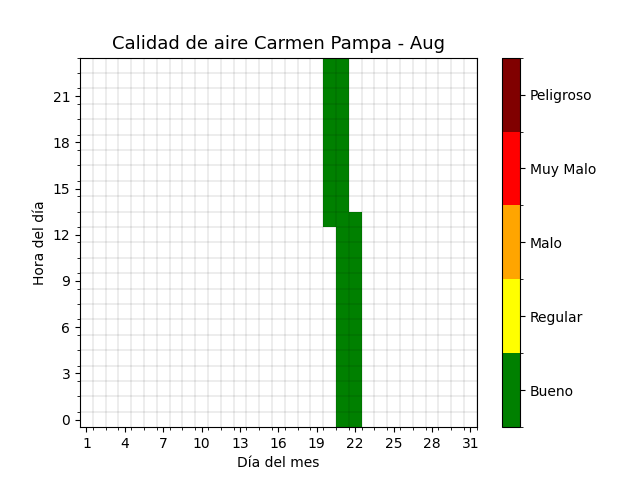 Calidad de aire Carmen Pampa - Aug
Hora del día
21
18
15
12
9
6
3
0
1 4 7 10 13 16 19 22 25 28 31
Día del mes
Peligroso
Muy Malo
Malo
Regular
Bueno